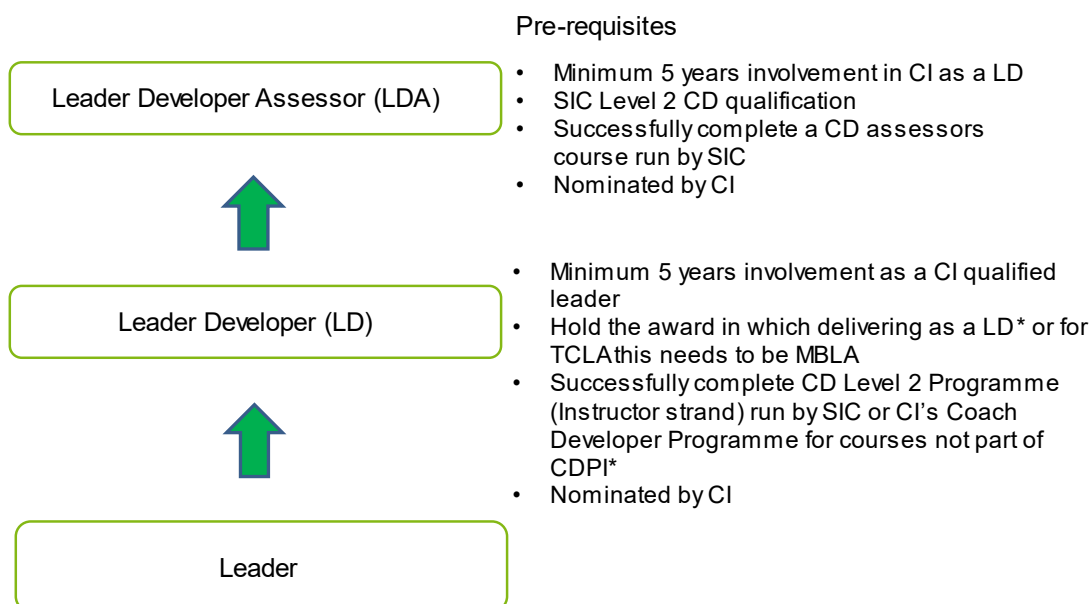 Pre-requisites
Leader Developer Assessor (LDA)
• Minimum 5 years involvement in CI as a LD
• SIC Level 2 CD qualification
• Successfully complete a CD assessors
course run by SIC
• Nominated by CI
Leader Developer (LD)
• Minimum 5 years involvement as a CI qualified
leader
• Hold the award in which delivering as a LD* or for
TCLA this needs to be MBLA
• Successfully complete CD Level 2 Programme
(Instructor strand) run by SIC or CI’s Coach
Developer Programme for courses not part of
CDPI*
• Nominated by CI
Leader